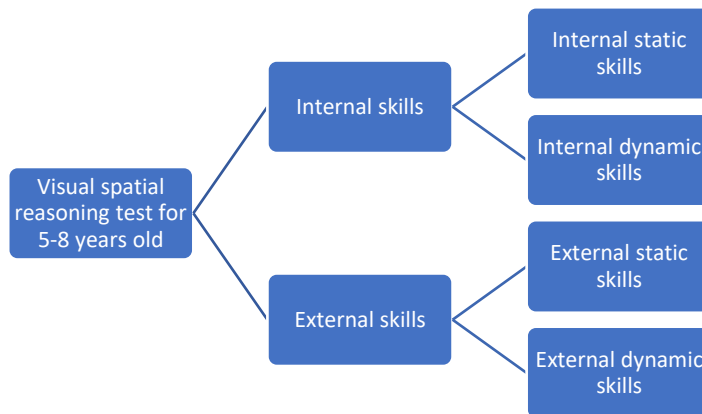 Visual spatial
reasoning test for
5-8 years old
Internal skills
Internal static
skills
Internal dynamic
skills
External skills
External static
skills
External dynamic
skills